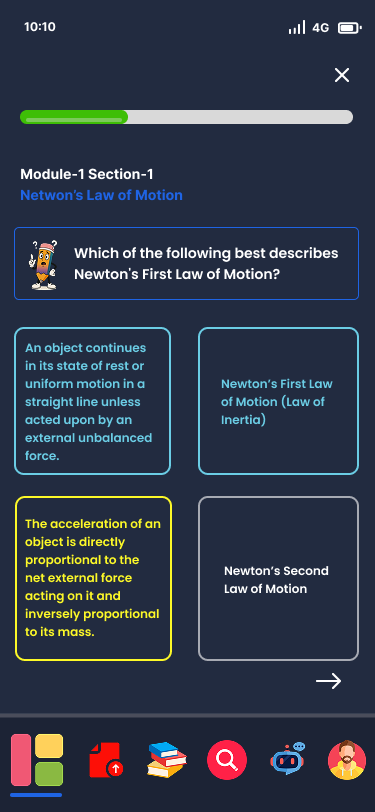 10:10
4G
Module-1 Section-1
Netwon's Law of Motion
Which of the following best describes
Newton's First Law of Motion?
An object continues
in its state of rest or
uniform motion in a
straight line unless
acted upon by an
external unbalanced
force.
Newton's First Law
of Motion (Law of
Inertia)
The acceleration of an
object is directly
proportional to the
net external force
acting on it and
inversely proportional
to its mass.
Newton's Second
Law of Motion